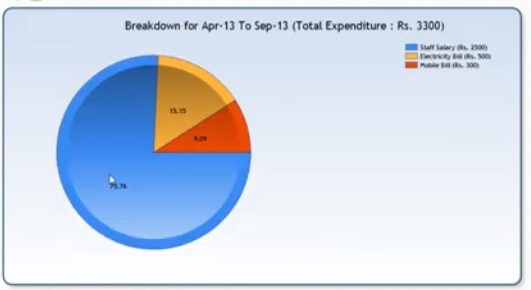 Breakdown for Apr-13 To Sep-13 (Total Expenditure : Rs. 3300)
Staff Salary (Rs. 2500)
Electricity Bill (Rs. 500)
Mobile Bill (Rs. 300)
15.15
9.09
75.76